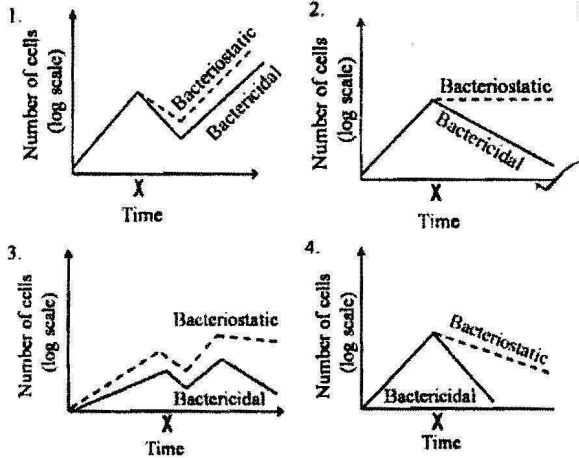 1.
Number of cells
(log scale)
Bacteriostatic
Bactericidal
X
Time
2.
Number of cells
(log scale)
Bacteriostatic
Bactericidal
X
Time
3.
Number of cells
(log scale)
Bacteriostatic
Bactericidal
X
Time
4.
Number of cells
(log scale)
Bacteriostatic
Bactericidal
X
Time